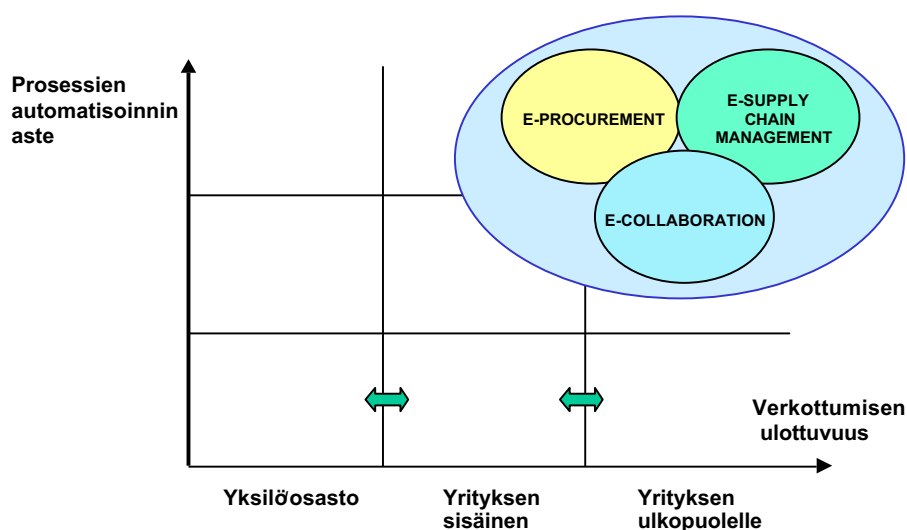 Prosessien
automatisoinnin
aste
E-PROCUREMENT
E-SUPPLY
CHAIN
MANAGEMENT
E-COLLABORATION
Verkottumisen
ulottuvuus
Yksilö/osasto
Yrityksen
sisäinen
Yrityksen
ulkopuolelle